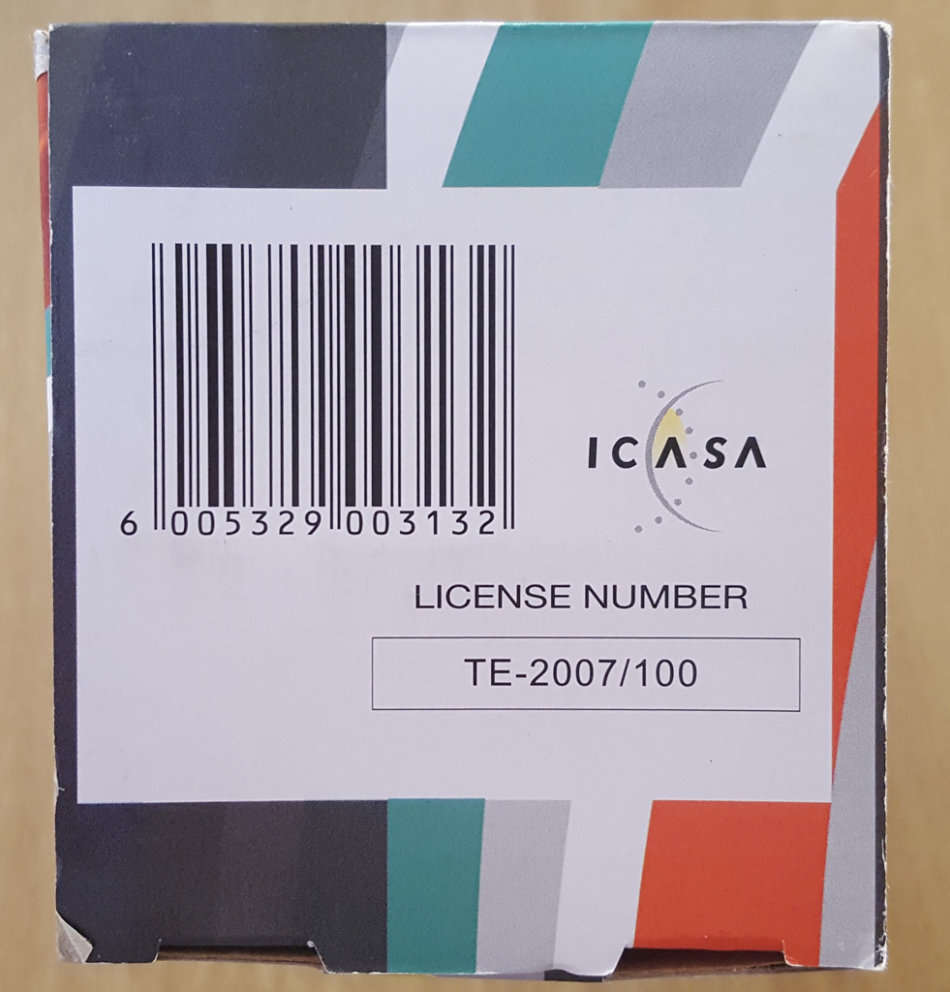 6 005329 003132
ICASA
LICENSE NUMBER
TE-2007/100